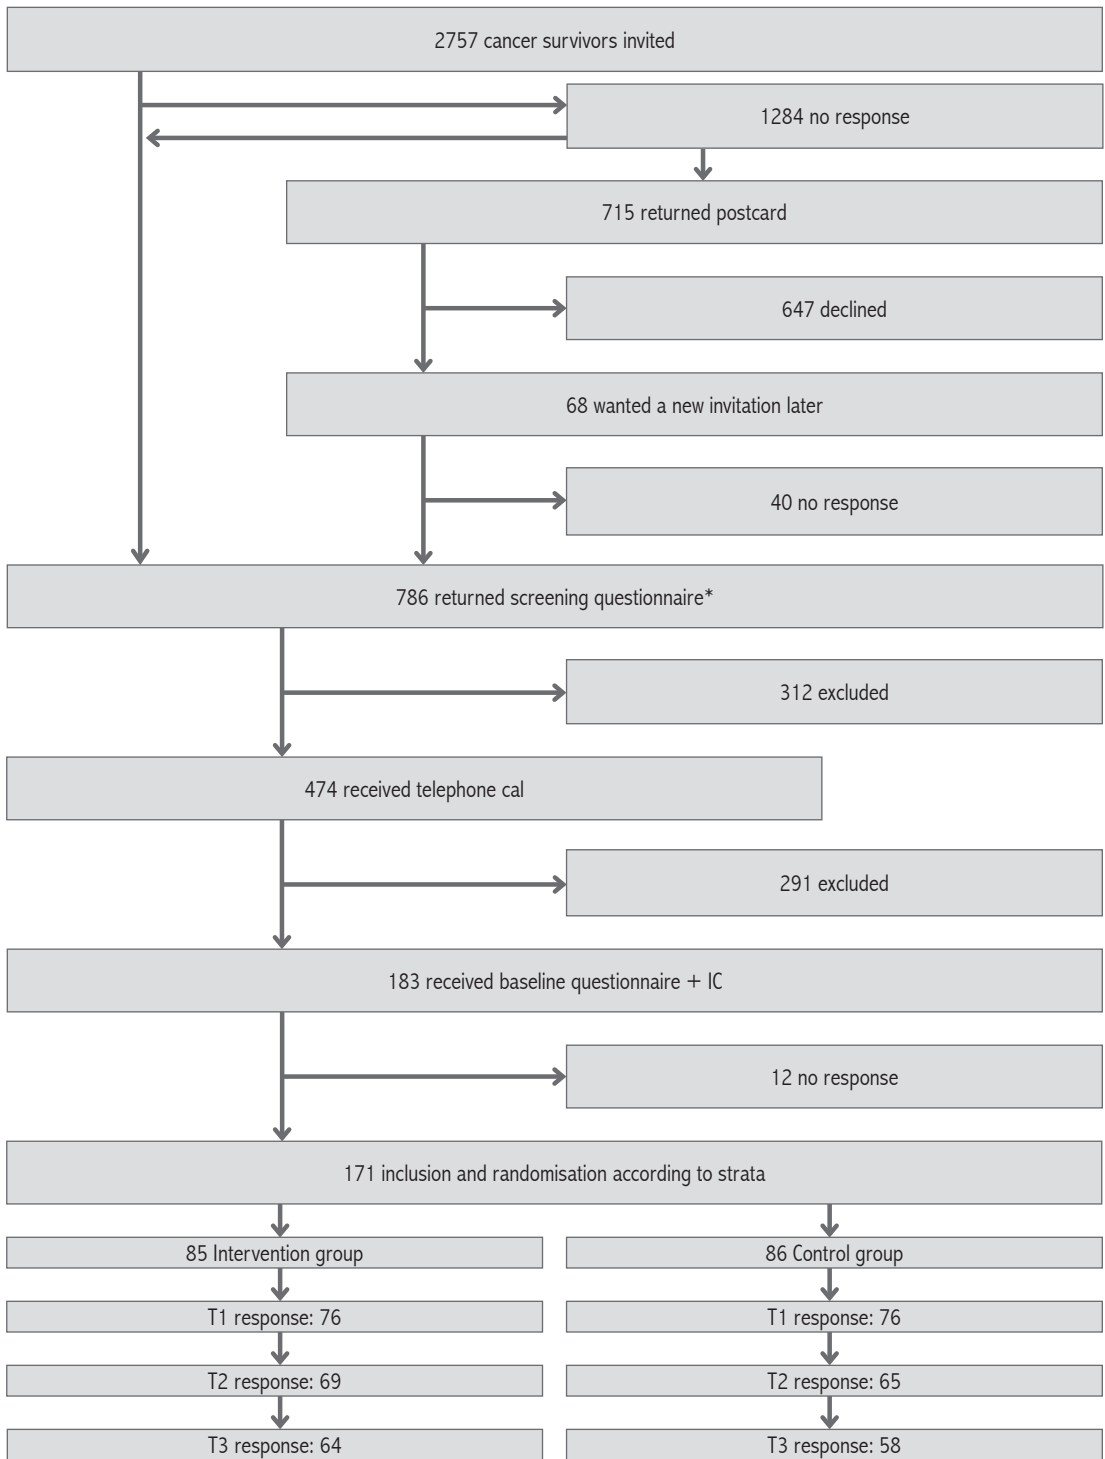 2757 cancer survivors invited
1284 no response
715 returned postcard
647 declined
68 wanted a new invitation later
40 no response
786 returned screening questionnaire*
312 excluded
474 received telephone cal
291 excluded
183 received baseline questionnaire + IC
12 no response
171 inclusion and randomisation according to strata
85 Intervention group
86 Control group
T1 response: 76
T1 response: 76
T2 response: 69
T2 response: 65
T3 response: 64
T3 response: 58